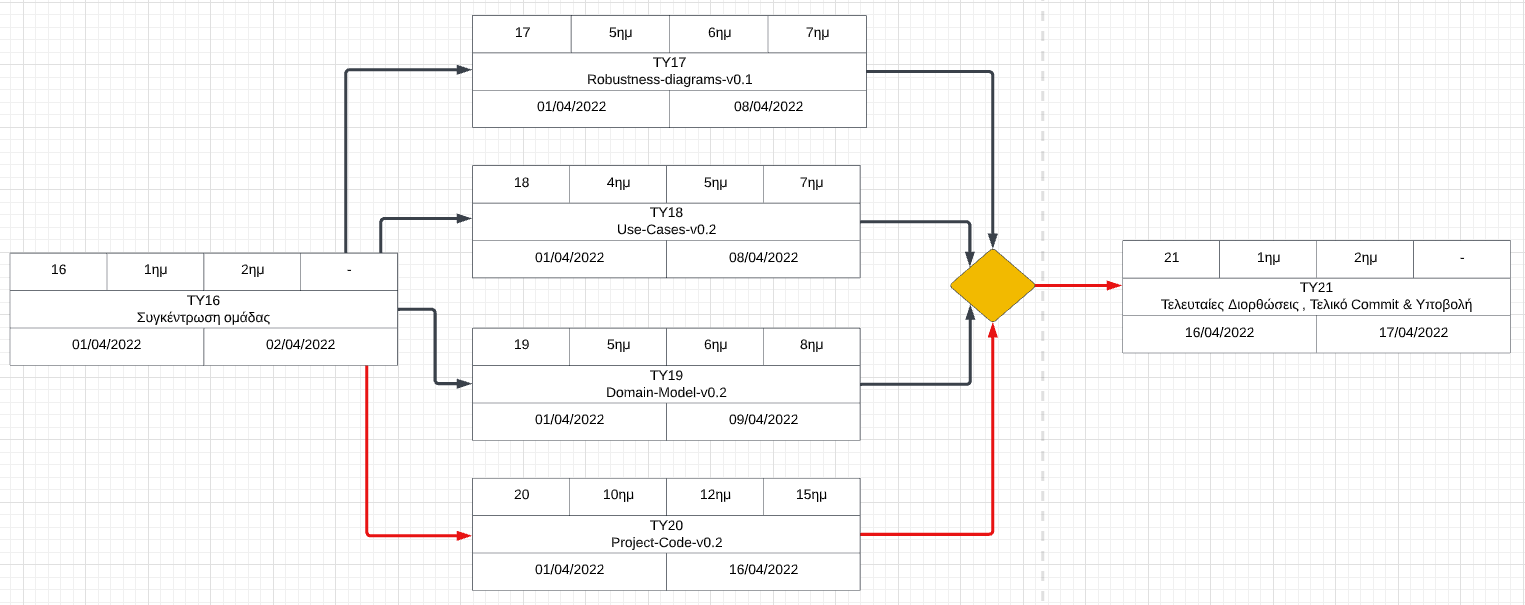 17 5ημ 6ημ 7ημ
TY17
Robustness-diagrams-v0.1
01/04/2022 08/04/2022
18 4ημ 5ημ 7ημ
TY18
Use-Cases-v0.2
01/04/2022 08/04/2022
16 1ημ 2ημ -
TY16
Συγκέντρωση ομάδας
01/04/2022 02/04/2022
19 5ημ 6ημ 8ημ
TY19
Domain-Model-v0.2
01/04/2022 09/04/2022
20 10ημ 12ημ 15ημ
TY20
Project-Code-v0.2
01/04/2022 16/04/2022
21 1ημ 2ημ -
TY21
Τελευταίες Διορθώσεις , Τελικό Commit & Υποβολή
16/04/2022 17/04/2022